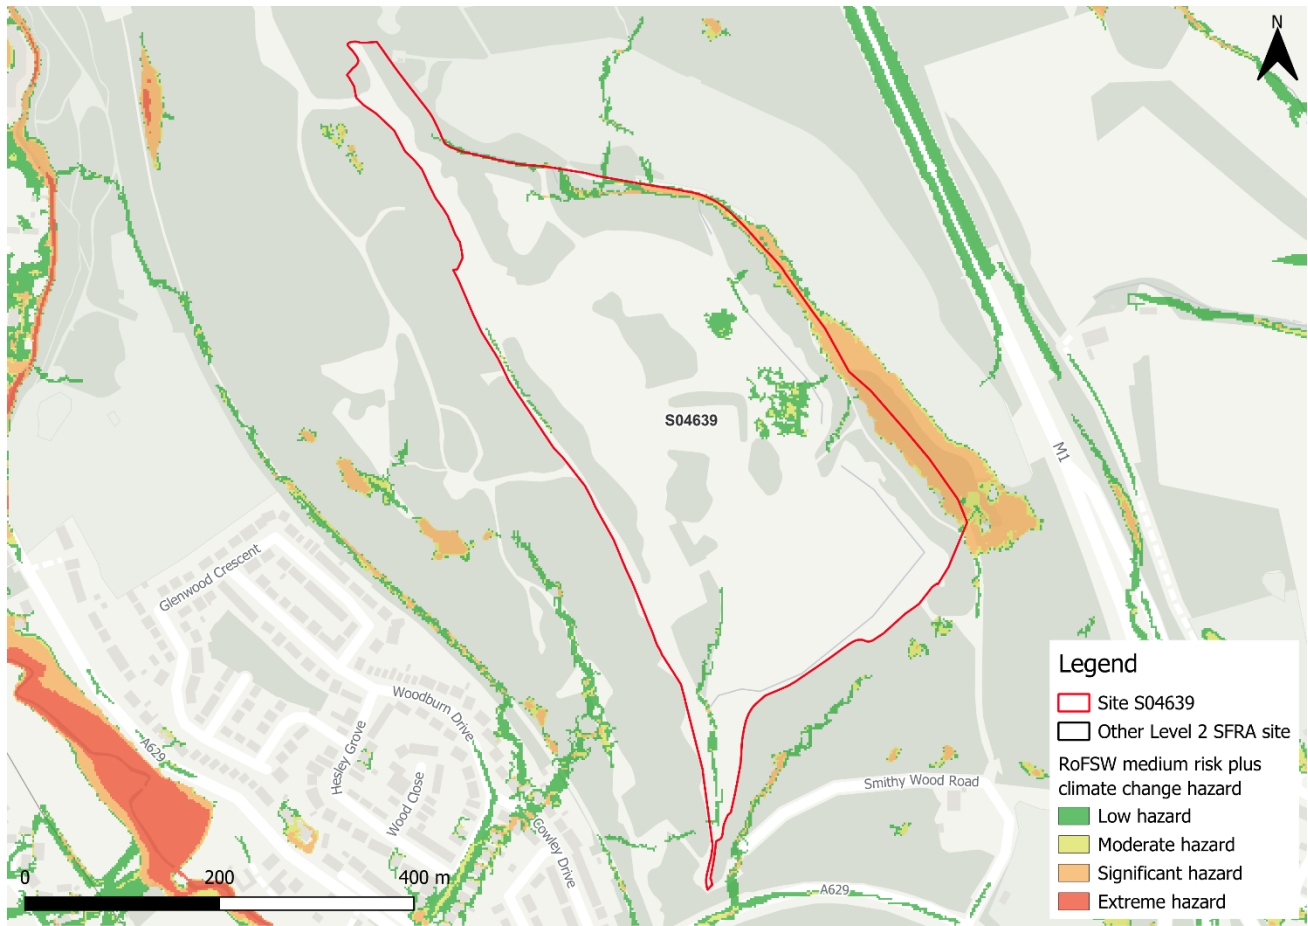 N
S04639
M1
Glenwood Crescent
Woodburn Drive
Hesley Grove
A629
Wood Close
Cowley Drive
Smithy Wood Road
A629
0 200 400 m
Legend
Site S04639
Other Level 2 SFRA site
RoFSW medium risk plus
climate change hazard
Low hazard
Moderate hazard
Significant hazard
Extreme hazard